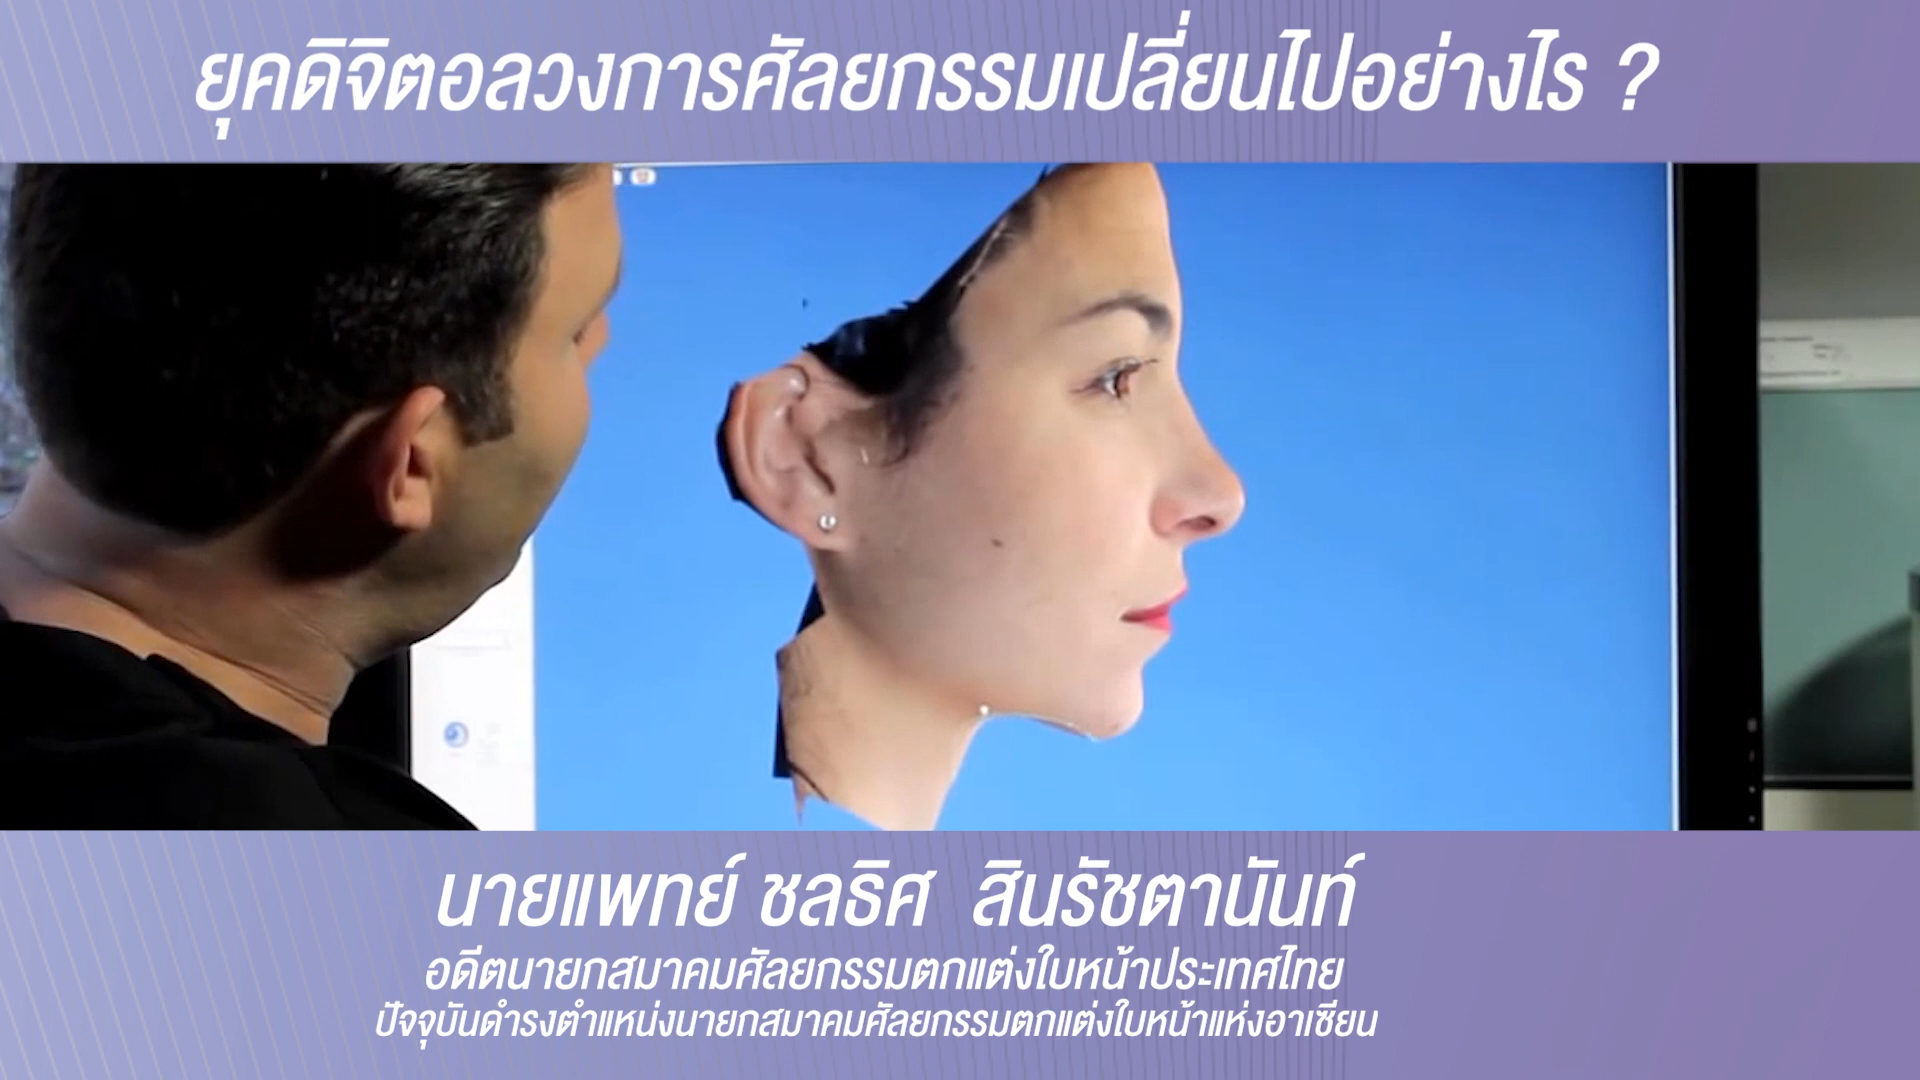 ยุคดิจิตอลวงการศัลยกรรมเปลี่ยนไปอย่างไร ?
นายแพทย์ ชลธิศ สินรัชตานันท์
อดีตนายกสมาคมศัลยกรรมตกแต่งใบหน้าประเทศไทย
ปัจจุบันดำรงตำแหน่งนายกสมาคมศัลยกรรมตกแต่งใบหน้าแห่งอาเซียน